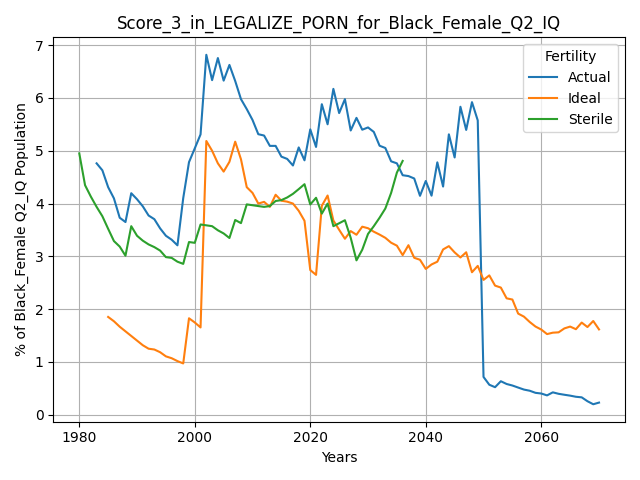 Score_3_in_LEGALIZE_PORN_for_Black_Female_Q2_IQ
7
6
5
4
3
2
1
0
% of Black_Female Q2_IQ Population
Fertility
Actual
Ideal
Sterile
1980
2000
2020
2040
2060
Years